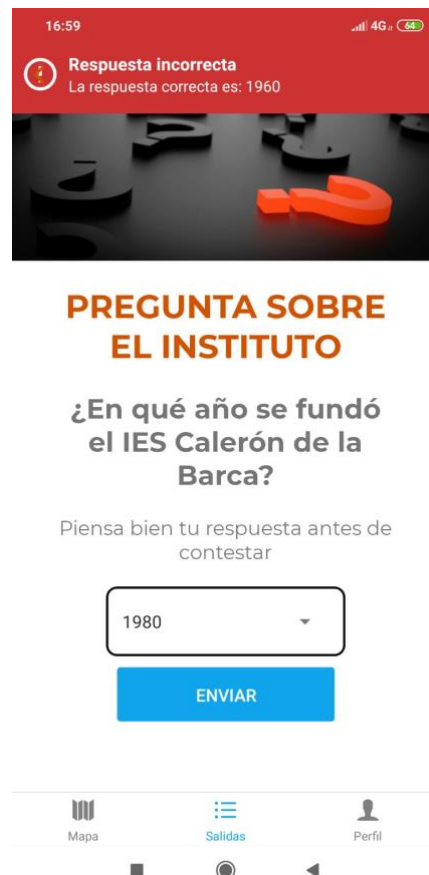 16:59
4G 64
Respuesta incorrecta
La respuesta correcta es: 1960
PREGUNTA SOBRE
EL INSTITUTO
¿En qué año se fundó
el IES Calerón de la
Barca?
Piensa bien tu respuesta antes de
contestar
1980
ENVIAR
Mapa
Salidas
Perfil